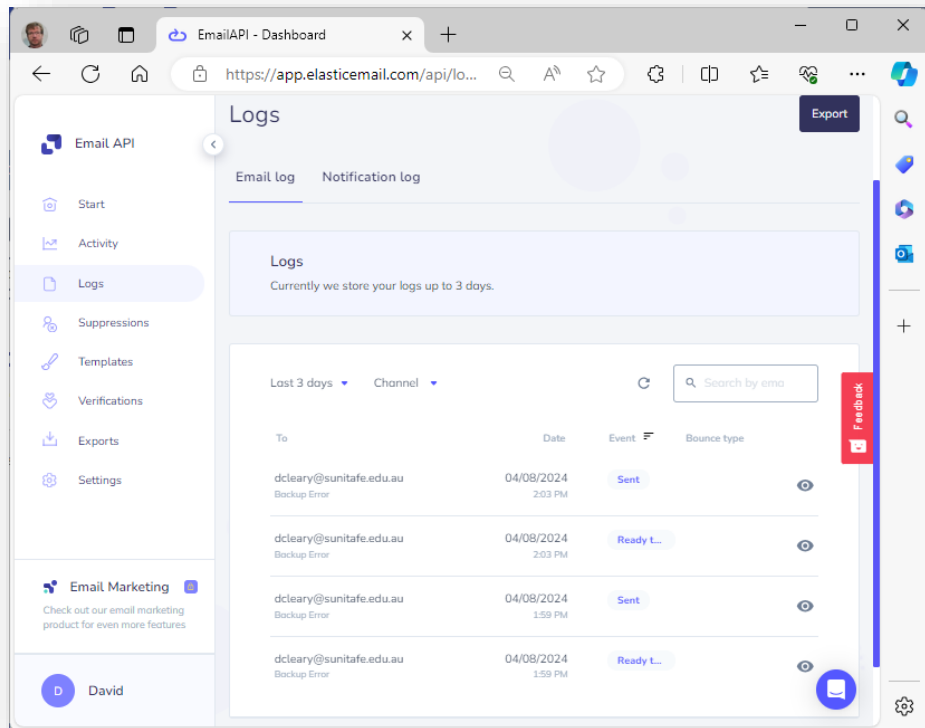 EmailAPI - Dashboard
https://app.elasticemail.com/api/lo...
Email API
Start
Activity
Logs
Suppressions
Templates
Verifications
Exports
Settings
Email Marketing
Check out our email marketing
product for even more features
D David
Logs
Export
Email log Notification log
Logs
Currently we store your logs up to 3 days.
Last 3 days Channel Search by ema
To Date Event Bounce type
dcleary@sunitafe.edu.au 04/08/2024 Sent
Backup Error 2:03 PM
dcleary@sunitafe.edu.au 04/08/2024 Ready t...
Backup Error 2:03 PM
dcleary@sunitafe.edu.au 04/08/2024 Sent
Backup Error 1:59 PM
dcleary@sunitafe.edu.au 04/08/2024 Ready t...
Backup Error 1:59 PM
Feedback